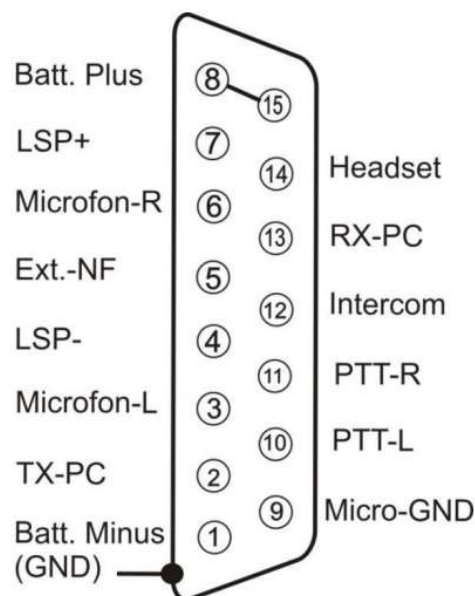 Batt. Plus
8
15
LSP+
7
14
Headset
Microfon-R
6
13
RX-PC
Ext.-NF
5
12
Intercom
LSP-
4
11
PTT-R
Microfon-L
3
10
PTT-L
TX-PC
2
9
Micro-GND
Batt. Minus
(GND)
1